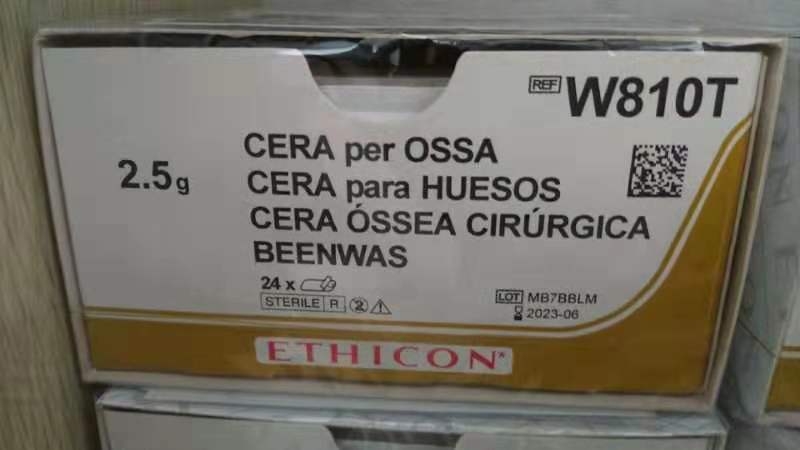 REF W810T
2.5g
CERA per OSSA
CERA para HUESOS
CERA ÓSSEA CIRÚRGICA
BEENWAS
24 x
STERILE R 2
LOT MB7BBLM
2023-06
ETHICON*